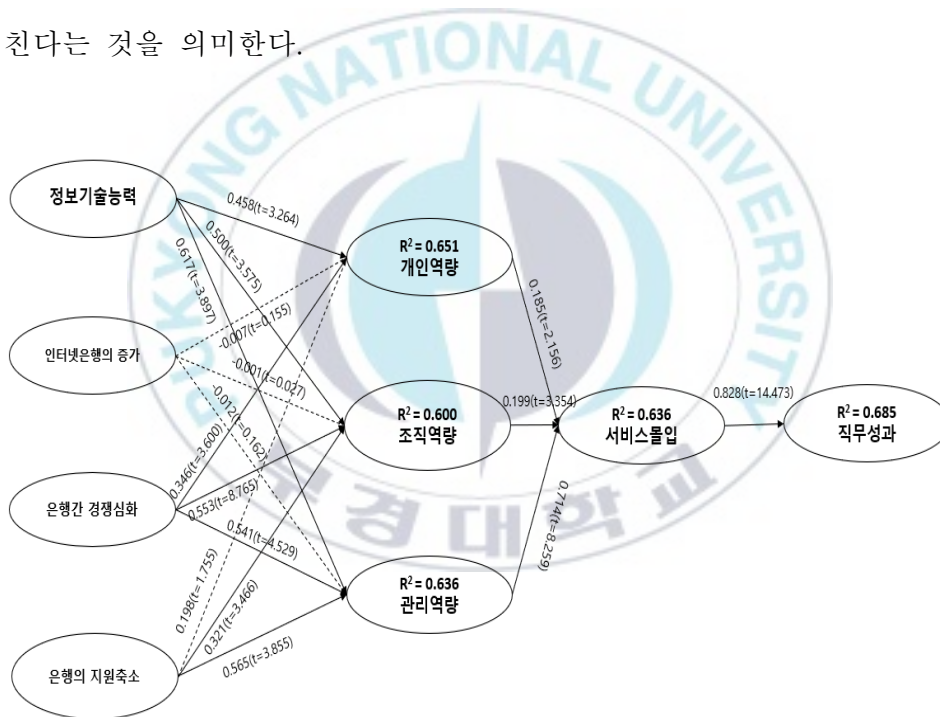 친다는 것을 의미한다.
PUKYONG NATIONAL UNIVERSITY
부경대학교
정보기술능력
인터넷은행의 증가
은행간 경쟁심화
은행의 지원축소
0.458(t=3.264)
0.500(t=3.575)
0.617(t=3.897)
-0.007(t=0.155)
-0.001(t=0.027)
-0.012(t=0.162)
0.346(t=3.600)
0.553(t=8.765)
0.541(t=4.529)
0.198(t=1.755)
0.321(t=3.466)
0.565(t=3.855)
R² = 0.651
개인역량
R² = 0.600
조직역량
R² = 0.636
관리역량
0.185(t=2.156)
0.199(t=3.354)
0.714(t=8.259)
R² = 0.636
서비스몰입
0.828(t=14.473)
R² = 0.685
직무성과